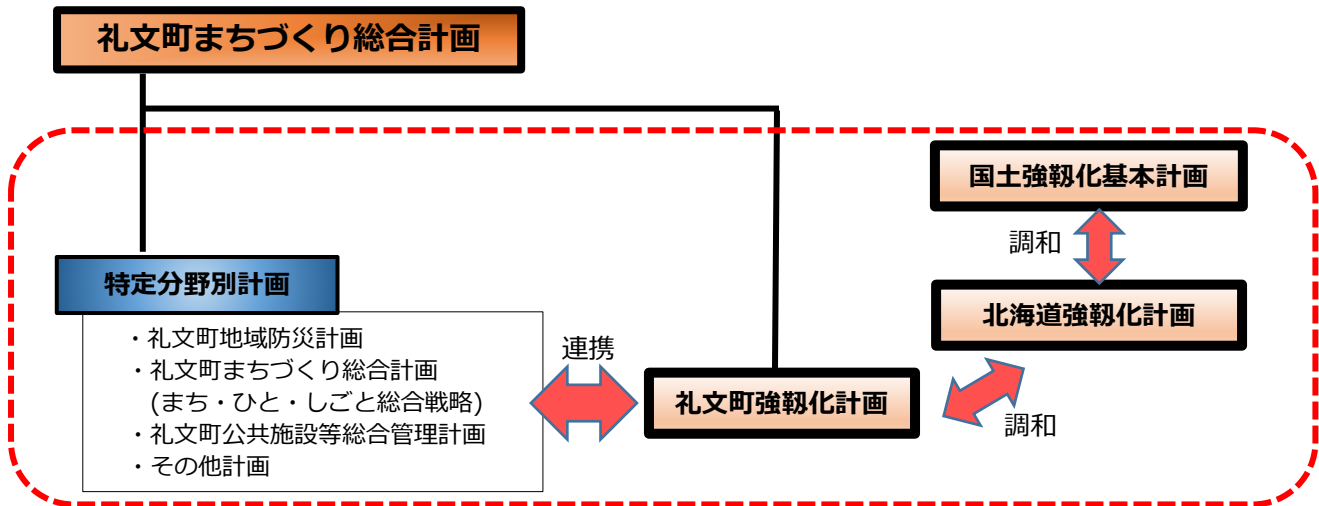 礼文町まちづくり総合計画
国土強靱化基本計画
調和
特定分野別計画
北海道強靱化計画
・礼文町地域防災計画
・礼文町まちづくり総合計画
(まち・ひと・しごと総合戦略)
・礼文町公共施設等総合管理計画
・その他計画
連携
礼文町強靱化計画
調和